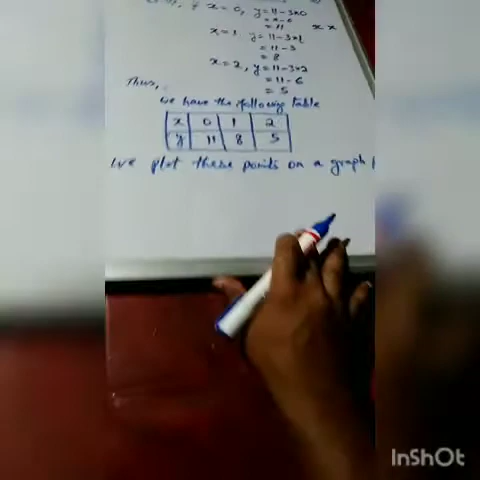 x = 0, y = 11 - 3×0
= 11
x = 1, y = 11 - 3×1
= 11 - 3
= 8
x = 2, y = 11 - 3×2
= 11 - 6
= 5
Thus,
we have the following table
x 0 1 2
y 11 8 5
We plot these points on a graph
InShOt